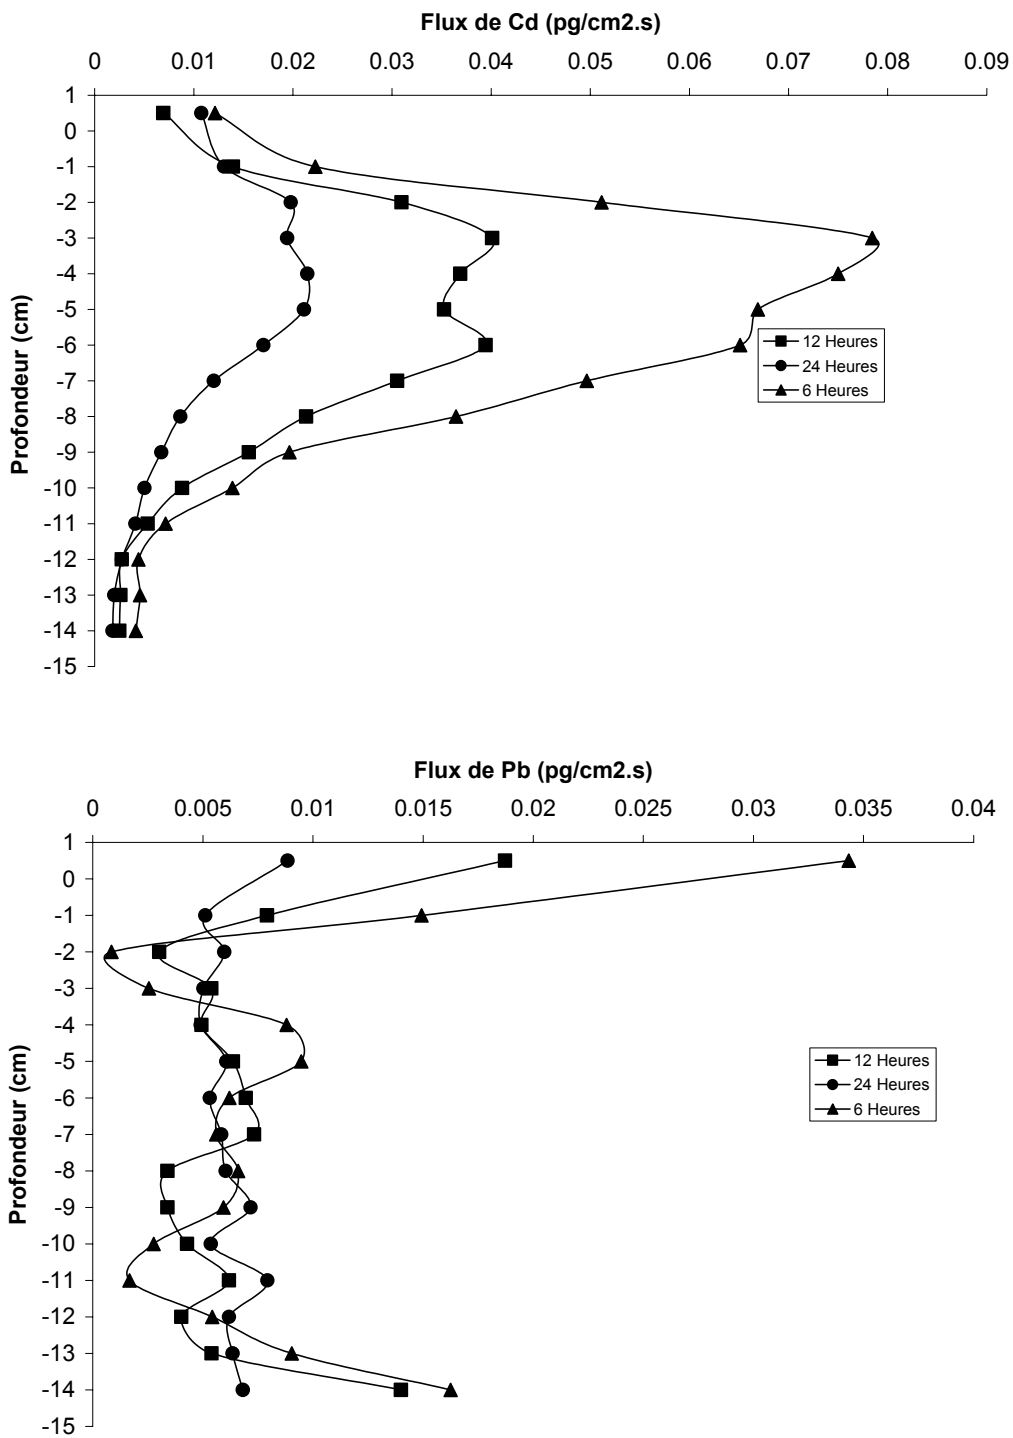 Flux de Cd (pg/cm2.s)
0 0.01 0.02 0.03 0.04 0.05 0.06 0.07 0.08 0.09
1
0
-1
-2
-3
-4
-5
-6
-7
-8
-9
-10
-11
-12
-13
-14
-15
Profondeur (cm)
12 Heures
24 Heures
6 Heures
Flux de Pb (pg/cm2.s)
0 0.005 0.01 0.015 0.02 0.025 0.03 0.035 0.04
1
0
-1
-2
-3
-4
-5
-6
-7
-8
-9
-10
-11
-12
-13
-14
-15
Profondeur (cm)
12 Heures
24 Heures
6 Heures